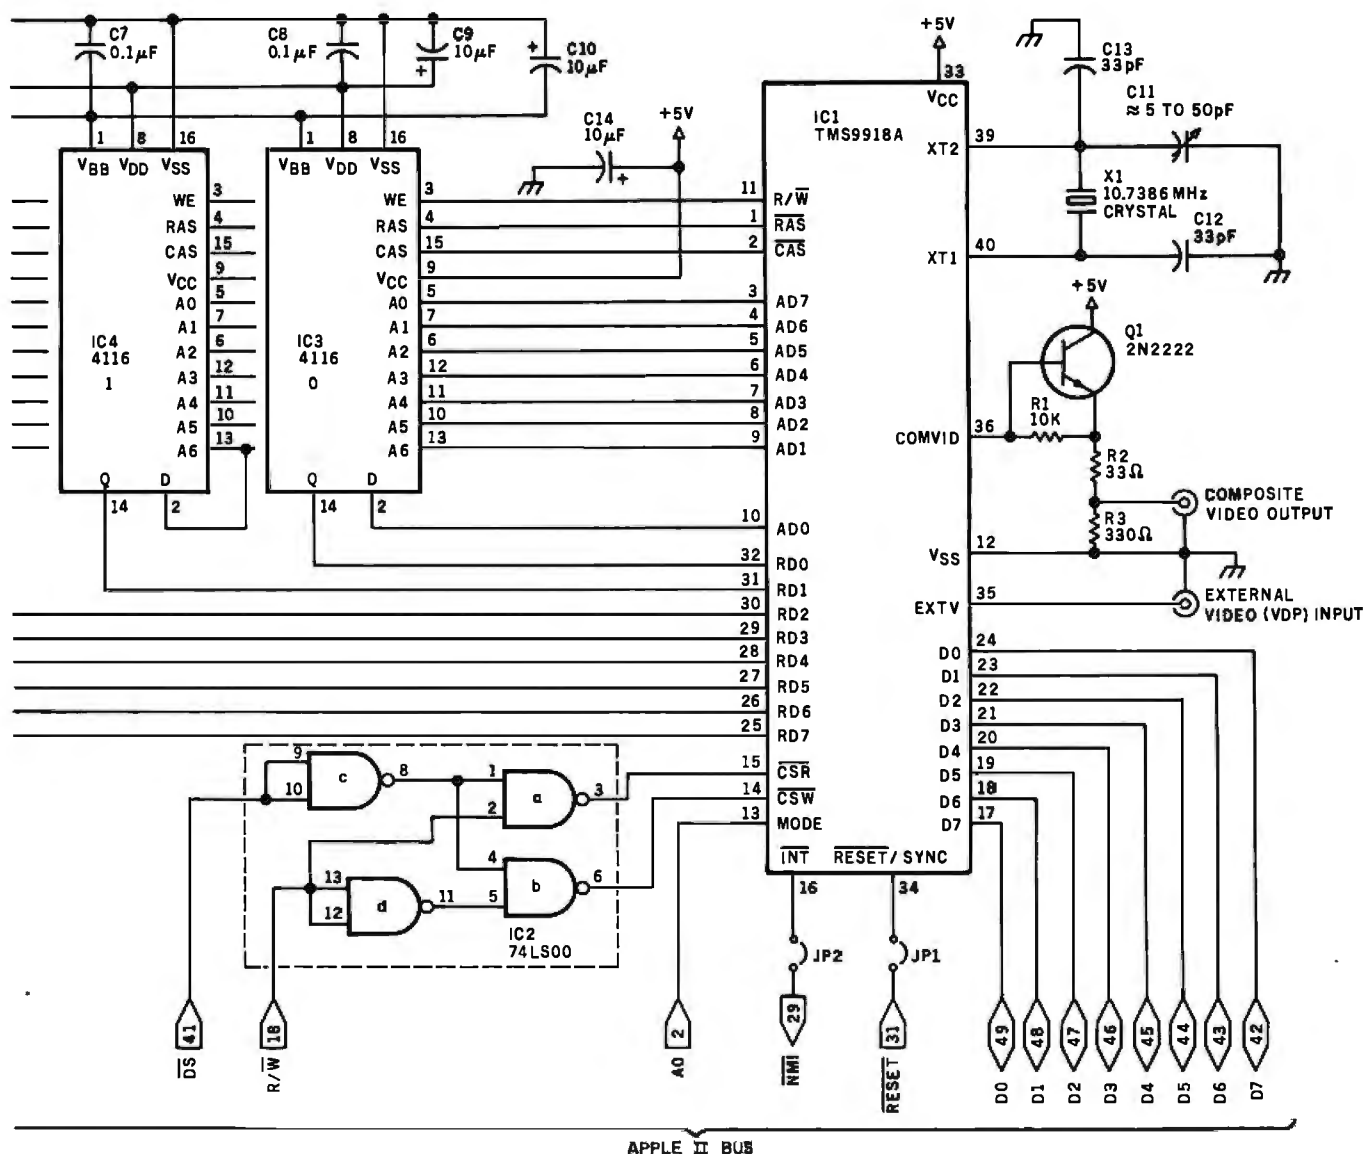 C7
0.1µF
C8
0.1µF
C9
10µF
+ C10
10µF
+
+5V
33
VCC
IC1
TMS9918A
C13
33pF
C11
≈ 5 TO 50pF
39
XT2
X1
10.7386 MHz
CRYSTAL
C12
33pF
40
XT1
C14
10µF
+
+5V
1 8 16
VBB VDD VSS
WE 3
RAS 4
CAS 15
VCC 9
A0 5
A1 7
A2 6
A3 12
A4 11
A5 10
A6 13
IC4
4116
1
Q D
14 2
1 8 16
VBB VDD VSS
WE 3
RAS 4
CAS 15
VCC 9
A0 5
A1 7
A2 6
A3 12
A4 11
A5 10
A6 13
IC3
4116
0
Q D
14 2
11 R/W
1 RAS
2 CAS
3 AD7
4 AD6
5 AD5
6 AD4
7 AD3
8 AD2
9 AD1
10 AD0
32 RD0
31 RD1
30 RD2
29 RD3
28 RD4
27 RD5
26 RD6
25 RD7
15 CSR
14 CSW
13 MODE
INT RESET/SYNC
16 34
+5V
Q1
2N2222
R1
10K
COMVID 36
R2
33Ω
R3
330Ω
COMPOSITE
VIDEO OUTPUT
VSS 12
EXTV 35
EXTERNAL
VIDEO (VDP) INPUT
D0 24
D1 23
D2 22
D3 21
D4 20
D5 19
D6 18
D7 17
9
10
c
8
1
2
a
3
4
5
b
6
13
12
d
11
IC2
74LS00
JP2
JP1
41
DS
18
R/W
2
A0
29
NMI
31
RESET
49 48 47 46 45 44 43 42
D0 D1 D2 D3 D4 D5 D6 D7
APPLE II BUS